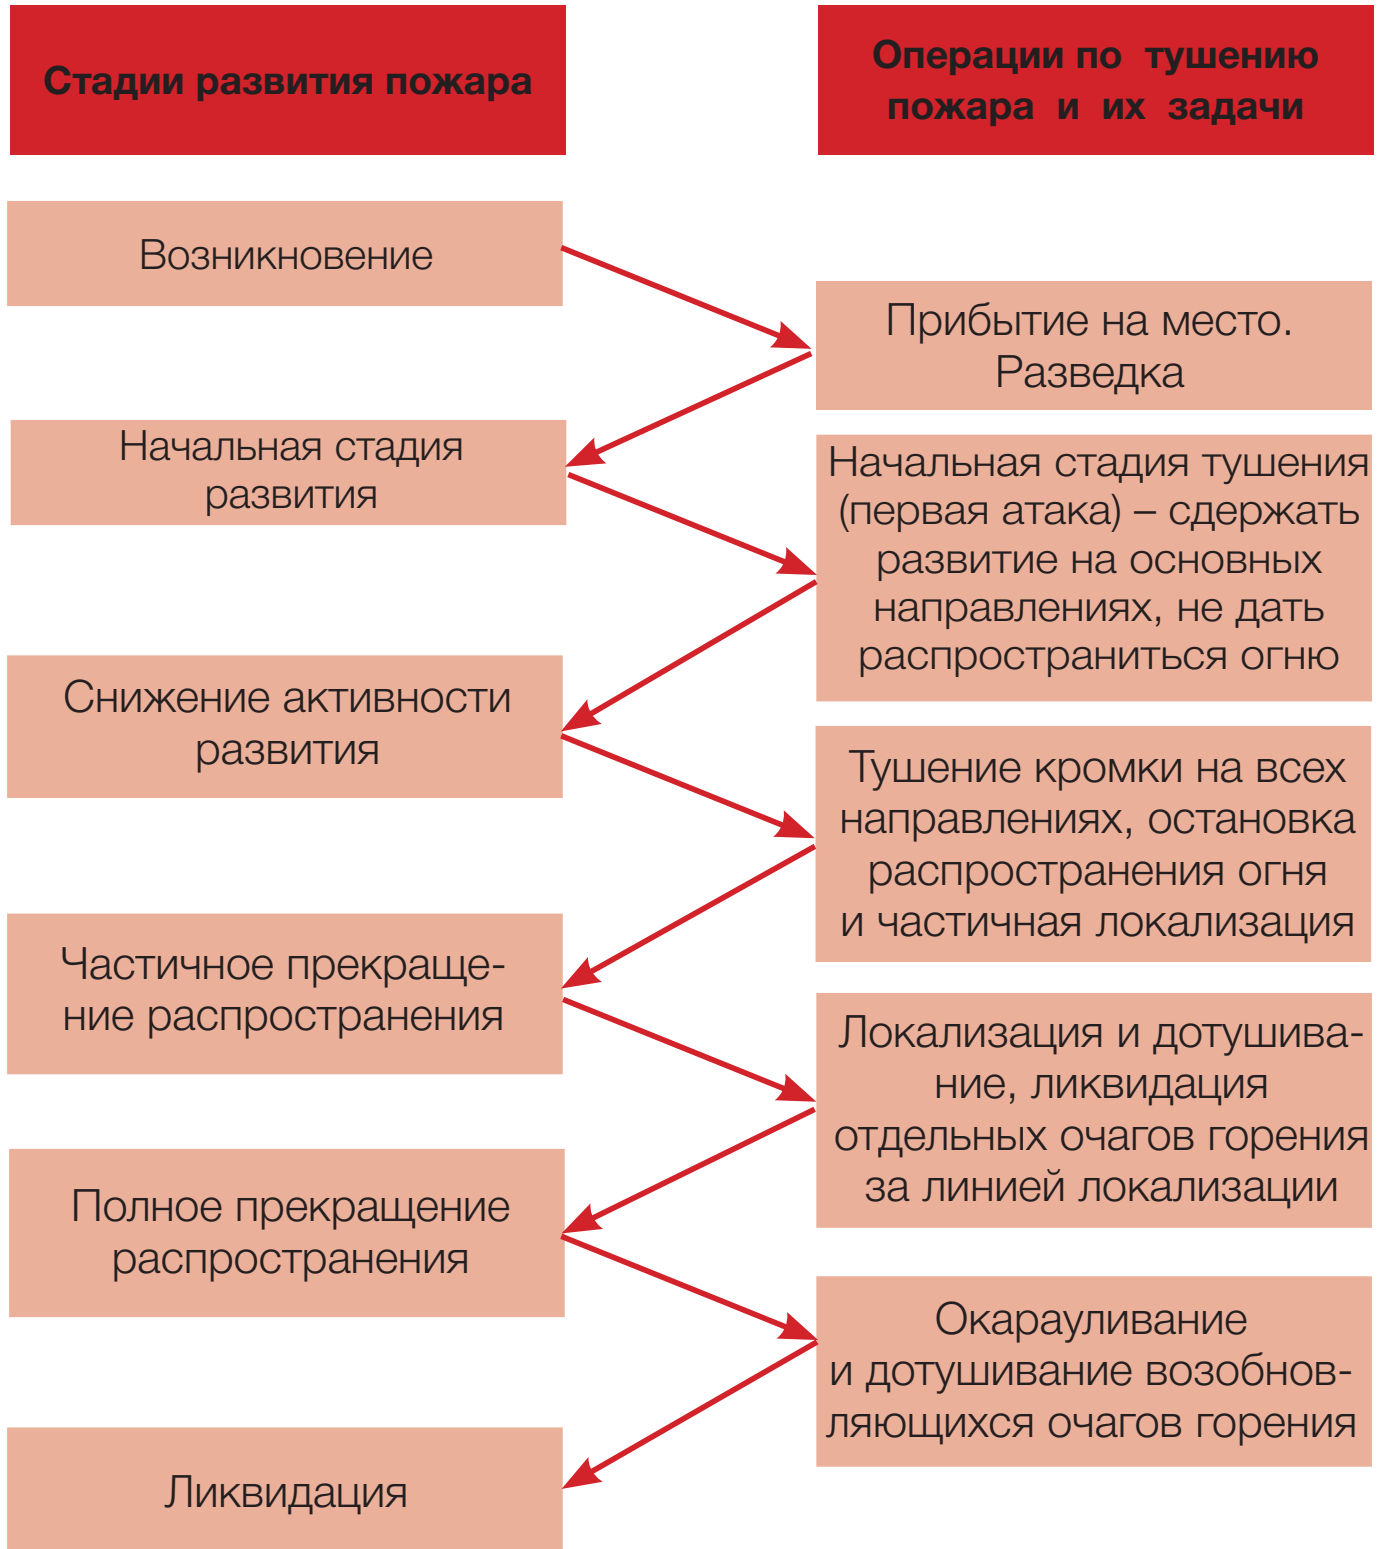 Стадии развития пожара
Операции по тушению
пожара и их задачи
Возникновение
Прибытие на место.
Разведка
Начальная стадия
развития
Начальная стадия тушения
(первая атака) – сдержать
развитие на основных
направлениях, не дать
распространиться огню
Снижение активности
развития
Тушение кромки на всех
направлениях, остановка
распространения огня
и частичная локализация
Частичное прекраще-
ние распространения
Локализация и дотушива-
ние, ликвидация
отдельных очагов горения
за линией локализации
Полное прекращение
распространения
Окарауливание
и дотушивание возобнов-
ляющихся очагов горения
Ликвидация